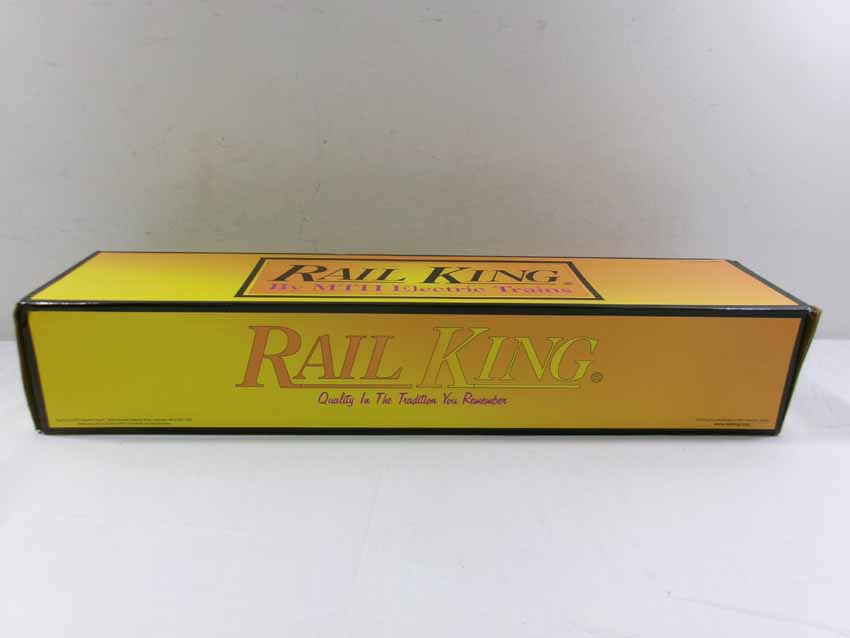 RAIL KING®
By MTH Electric Trains
RAIL KING®
Quality In The Tradition You Remember